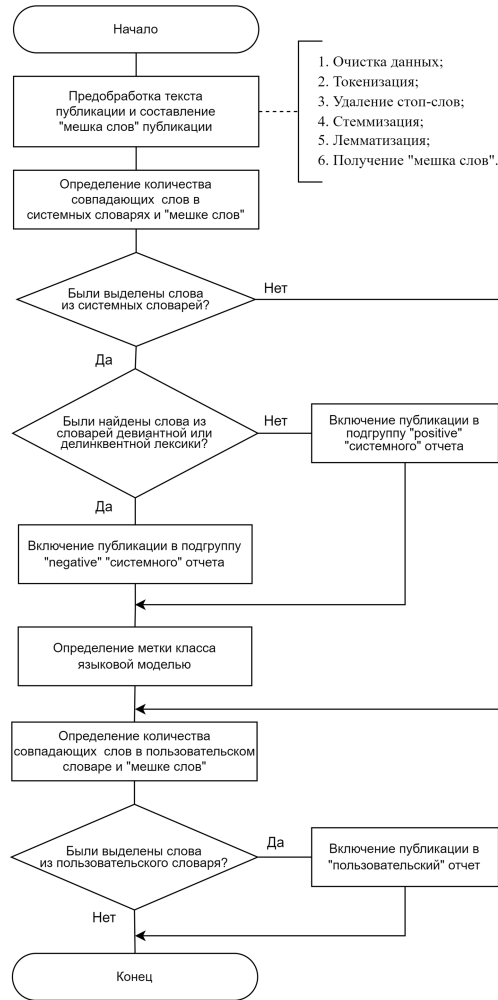 Начало
Предобработка текста
публикации и составление
"мешка слов" публикации
1. Очистка данных;
2. Токенизация;
3. Удаление стоп-слов;
4. Стеммизация;
5. Лемматизация;
6. Получение "мешка слов".
Определение количества
совпадающих слов в
системных словарях и "мешке слов"
Были выделены слова
из системных словарей?
Нет
Да
Были найдены слова из
словарей девиантной или
делинквентной лексики?
Нет
Включение публикации в
подгруппу "positive"
"системного" отчета
Да
Включение публикации в подгруппу
"negative" "системного" отчета
Определение метки класса
языковой моделью
Определение количества
совпадающих слов в пользовательском
словаре и "мешке слов"
Были выделены слова
из пользовательского словаря?
Да
Включение публикации в
"пользовательский" отчет
Нет
Конец